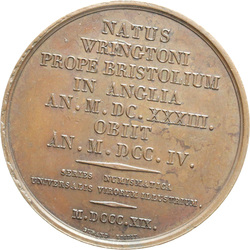 NATUS
WRINGTONI
PROPE BRISTOLIUM
IN ANGLIA
AN. M. DC. XXXIII.
OBIIT
AN. M. DCC. IV.
SERIES NUMISMATICA
UNIVERSALIS VIRORUM ILLUSTRIUM.
M. DCCC. XIX.